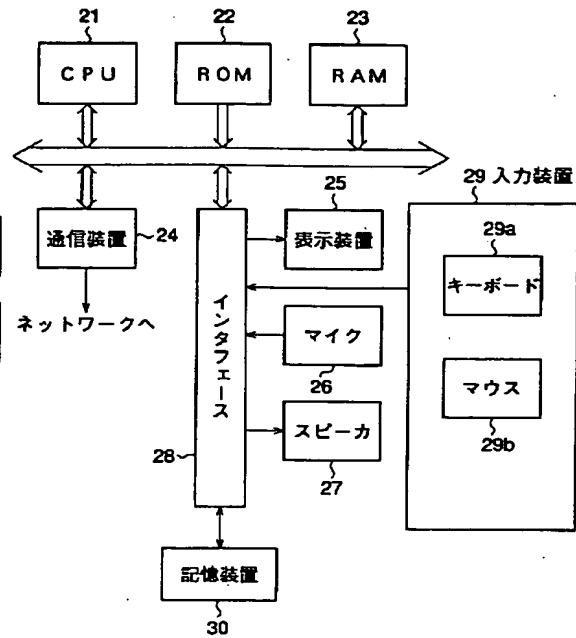 21
22
23
CPU
ROM
RAM
24
通信装置
ネットワークへ
25
表示装置
インタフェース
28
マイク
26
スピーカ
27
29 入力装置
29a
キーボード
マウス
29b
記憶装置
30